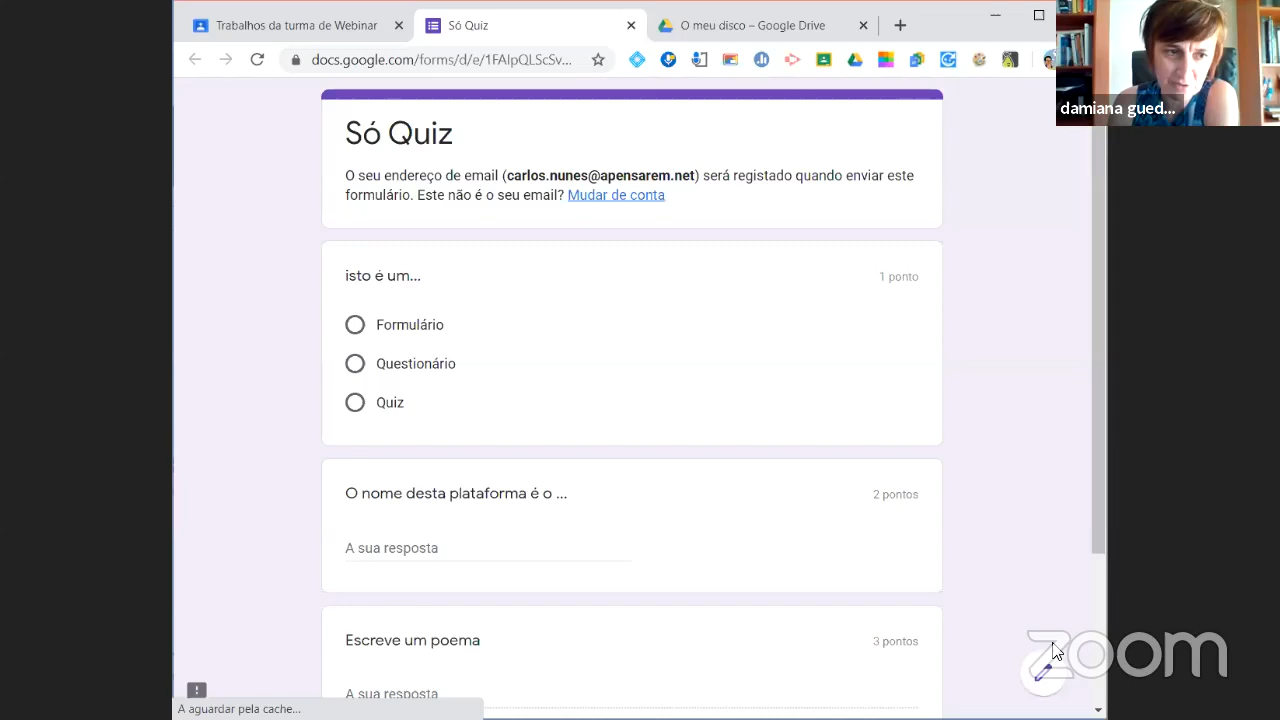 Trabalhos da turma de Webinar
Só Quiz
O meu disco – Google Drive
docs.google.com/forms/d/e/1FAIpQLScSv...
damiana gued...
Só Quiz
O seu endereço de email (carlos.nunes@apensarem.net) será registado quando enviar este
formulário. Este não é o seu email? Mudar de conta
isto é um...
1 ponto
Formulário
Questionário
Quiz
O nome desta plataforma é o ...
2 pontos
A sua resposta
Escreve um poema
3 pontos
A sua resposta
zoom
A aguardar pela cache...